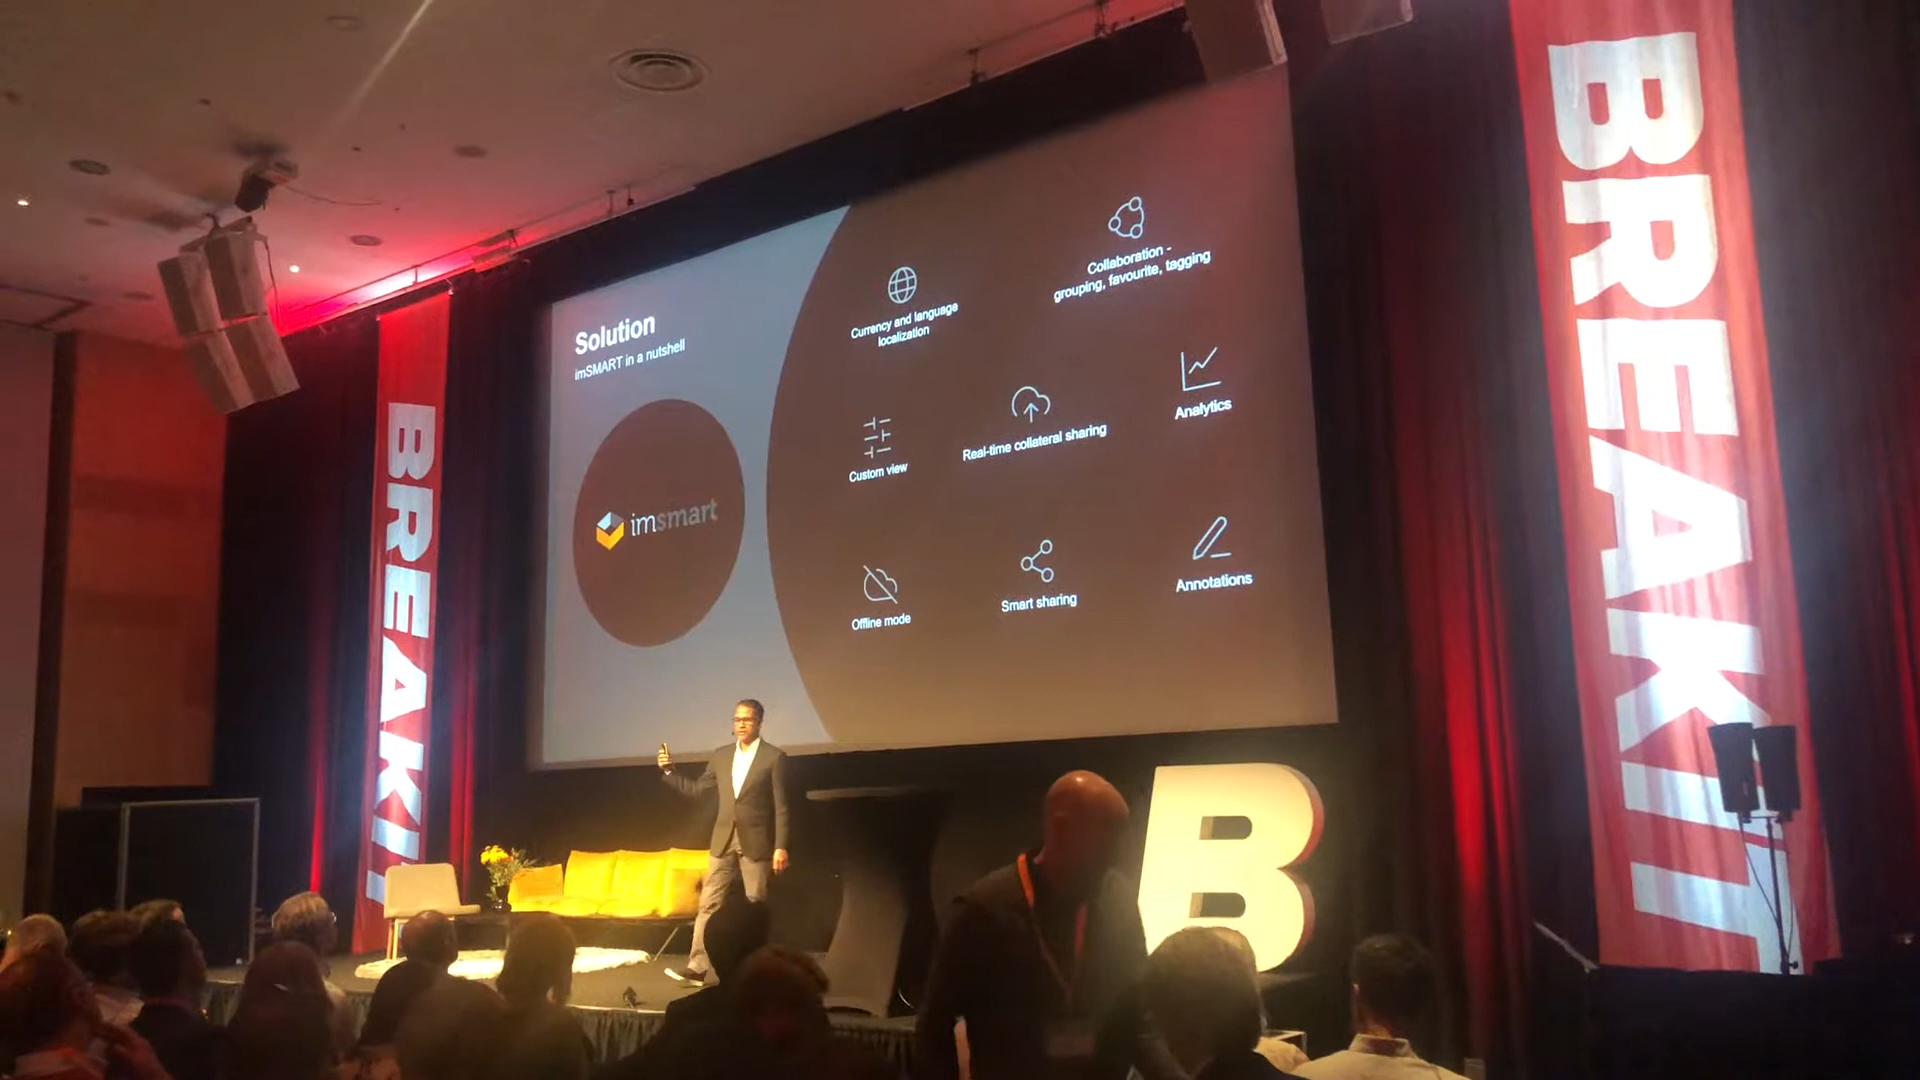 Solution
imSMART in a nutshell
imsmart
Currency and language
localization
Collaboration -
grouping, favourite, tagging
Custom view
Real-time collateral sharing
Analytics
Offline mode
Smart sharing
Annotations
BREAKIT
BREAKIT
B